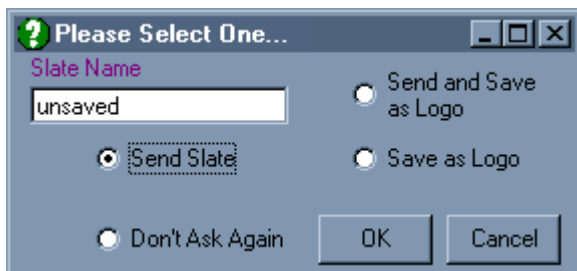 Please Select One...
Slate Name
unsaved
Send and Save
as Logo
Send Slate
Save as Logo
Don't Ask Again
OK
Cancel